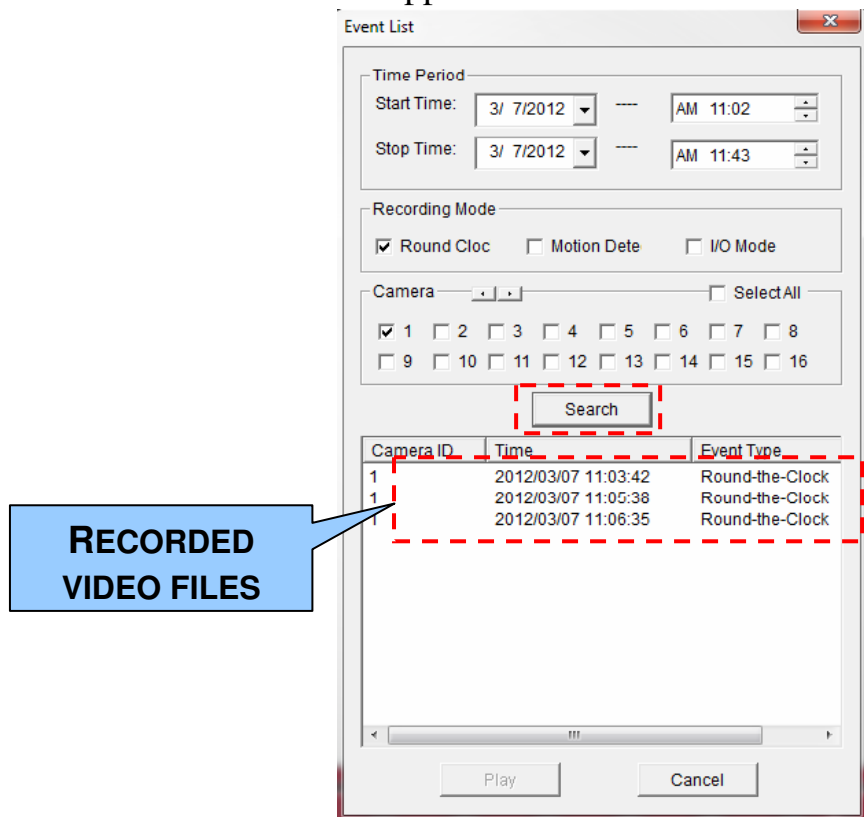 Event List
Time Period
Start Time: 3/ 7/2012 ---- AM 11:02
Stop Time: 3/ 7/2012 ---- AM 11:43
Recording Mode
Round Cloc Motion Dete I/O Mode
Camera Select All
1 2 3 4 5 6 7 8
9 10 11 12 13 14 15 16
Search
Camera ID Time Event Type
1 2012/03/07 11:03:42 Round-the-Clock
1 2012/03/07 11:05:38 Round-the-Clock
1 2012/03/07 11:06:35 Round-the-Clock
RECORDED
VIDEO FILES
Play Cancel